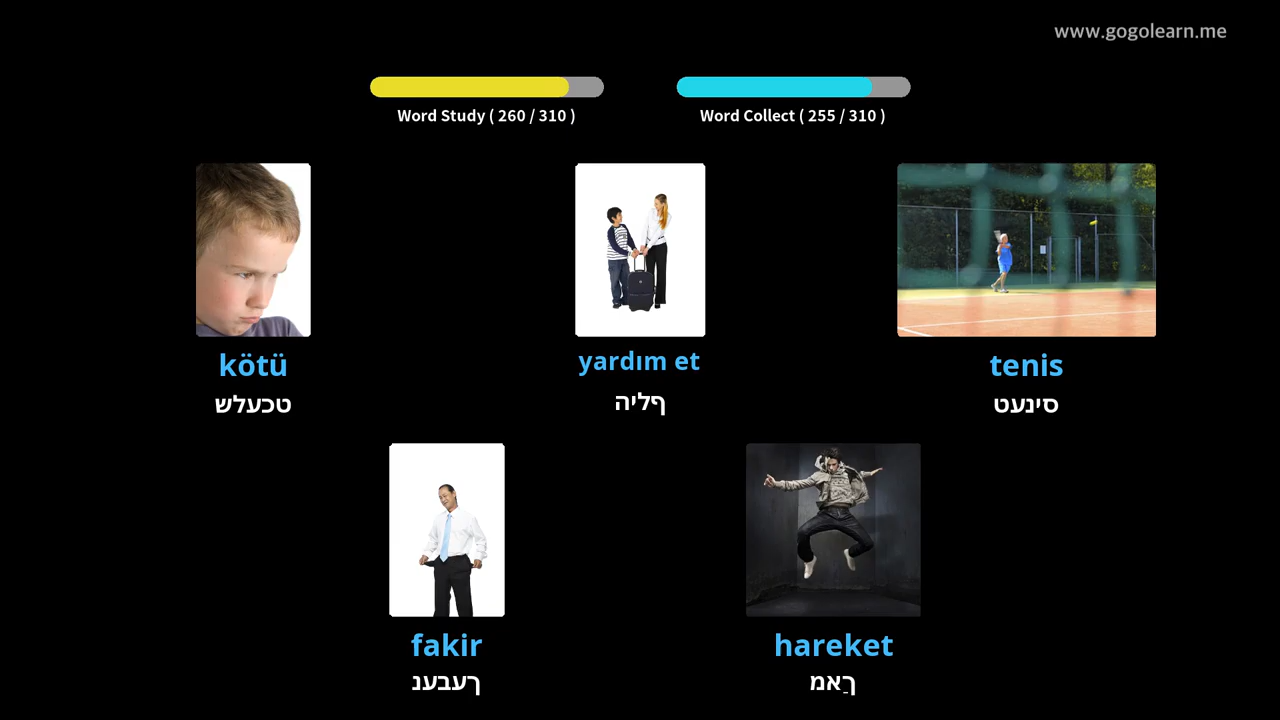 www.gogolearn.me
Word Study ( 260 / 310 )
Word Collect ( 255 / 310 )
kötü
טכעלש
yardım et
ףליה
tenis
סינעט
fakir
ךעבענ
hareket
ךַאמ